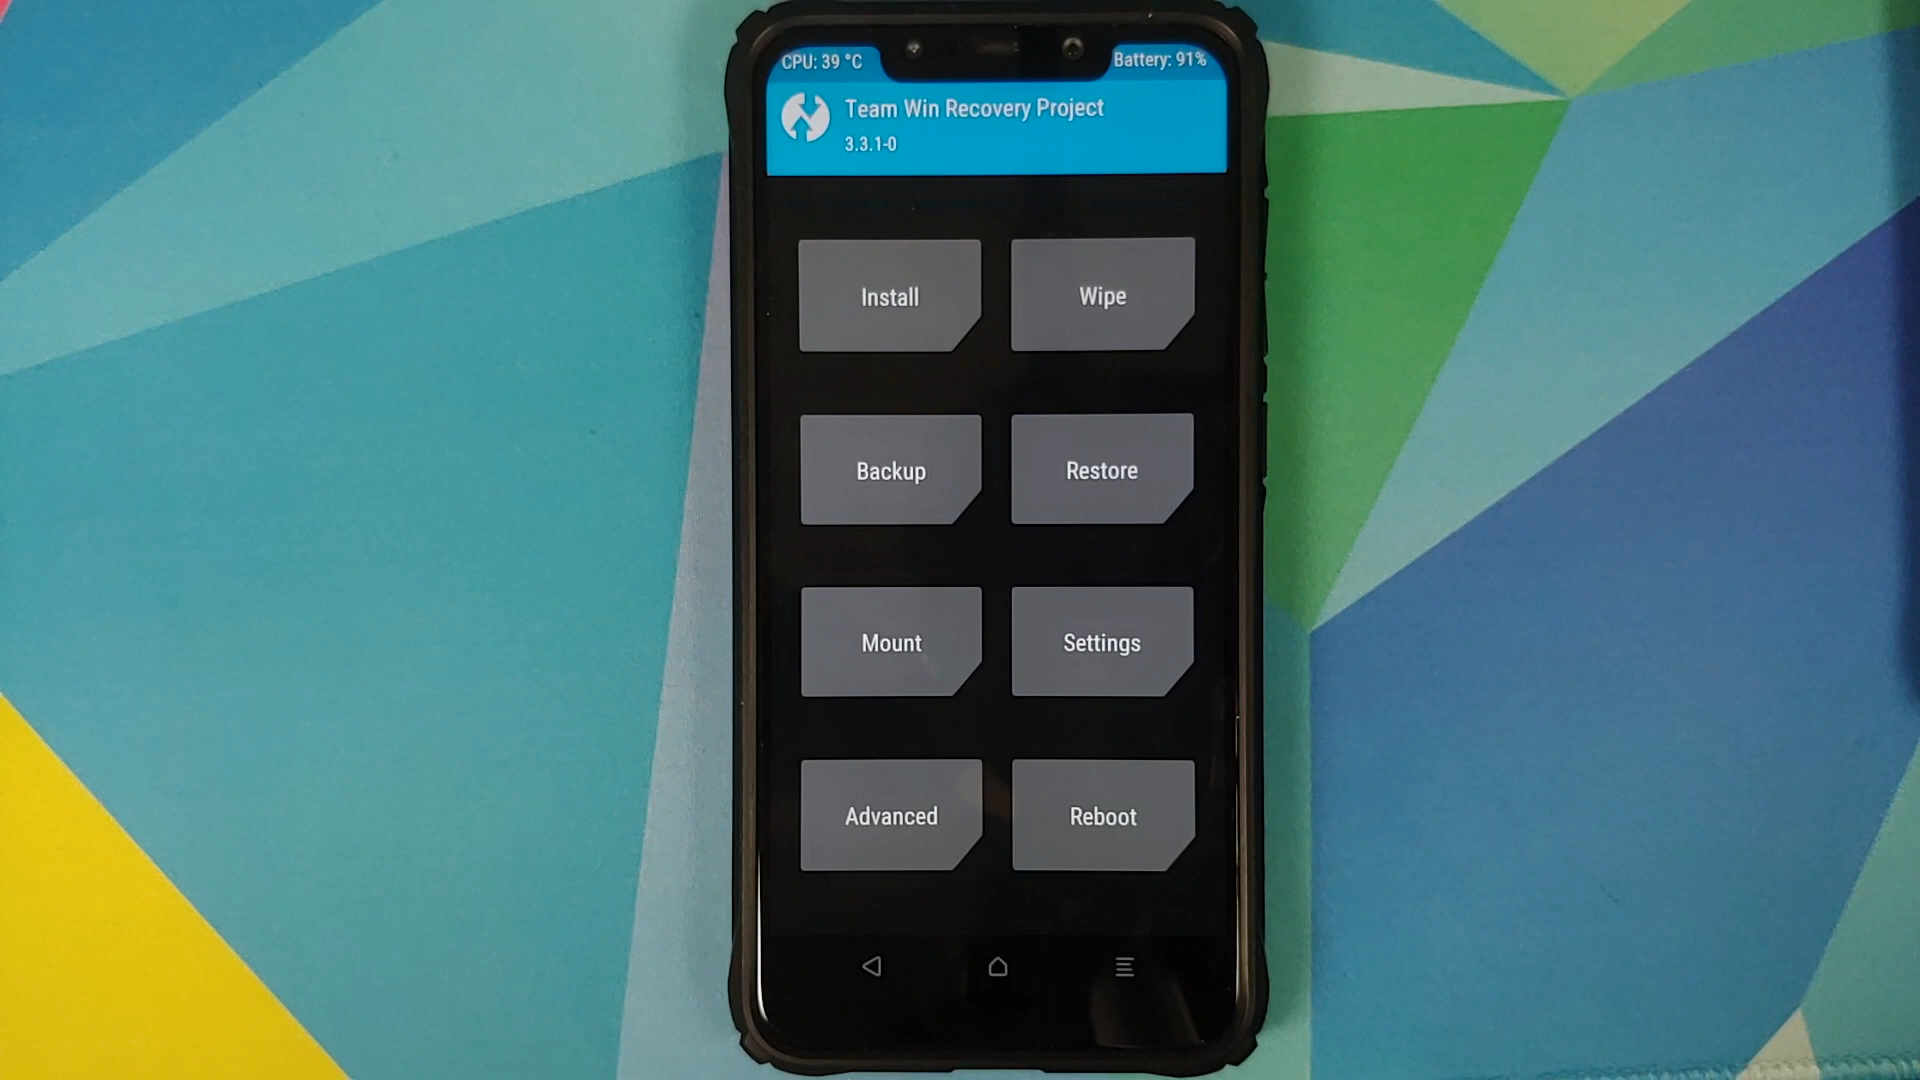 CPU: 39 °C
Battery: 91%
Team Win Recovery Project
3.3.1-0
Install
Wipe
Backup
Restore
Mount
Settings
Advanced
Reboot